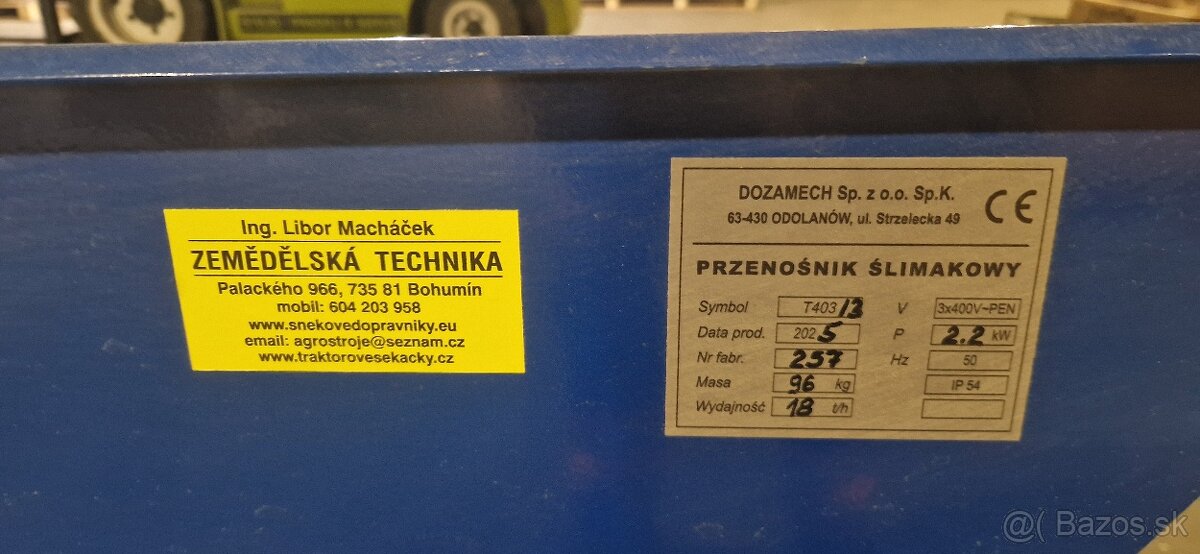 Ing. Libor Macháček
ZEMĚDĚLSKÁ TECHNIKA
Palackého 966, 735 81 Bohumín
mobil: 604 203 958
www.snekovedopravniky.eu
email: agrostroje@seznam.cz
www.traktorovesekacky.cz
DOZAMECH Sp. z o.o. Sp.K.
63-430 ODOLANÓW, ul. Strzelecka 49
CE
PRZENOŚNIK ŚLIMAKOWY
Symbol T403/3 V 3x400V~PEN
Data prod. 2025 P 2.2 kW
Nr fabr. 257 Hz 50
Masa 96 kg IP 54
Wydajność 18 t/h
@( Bazos.sk